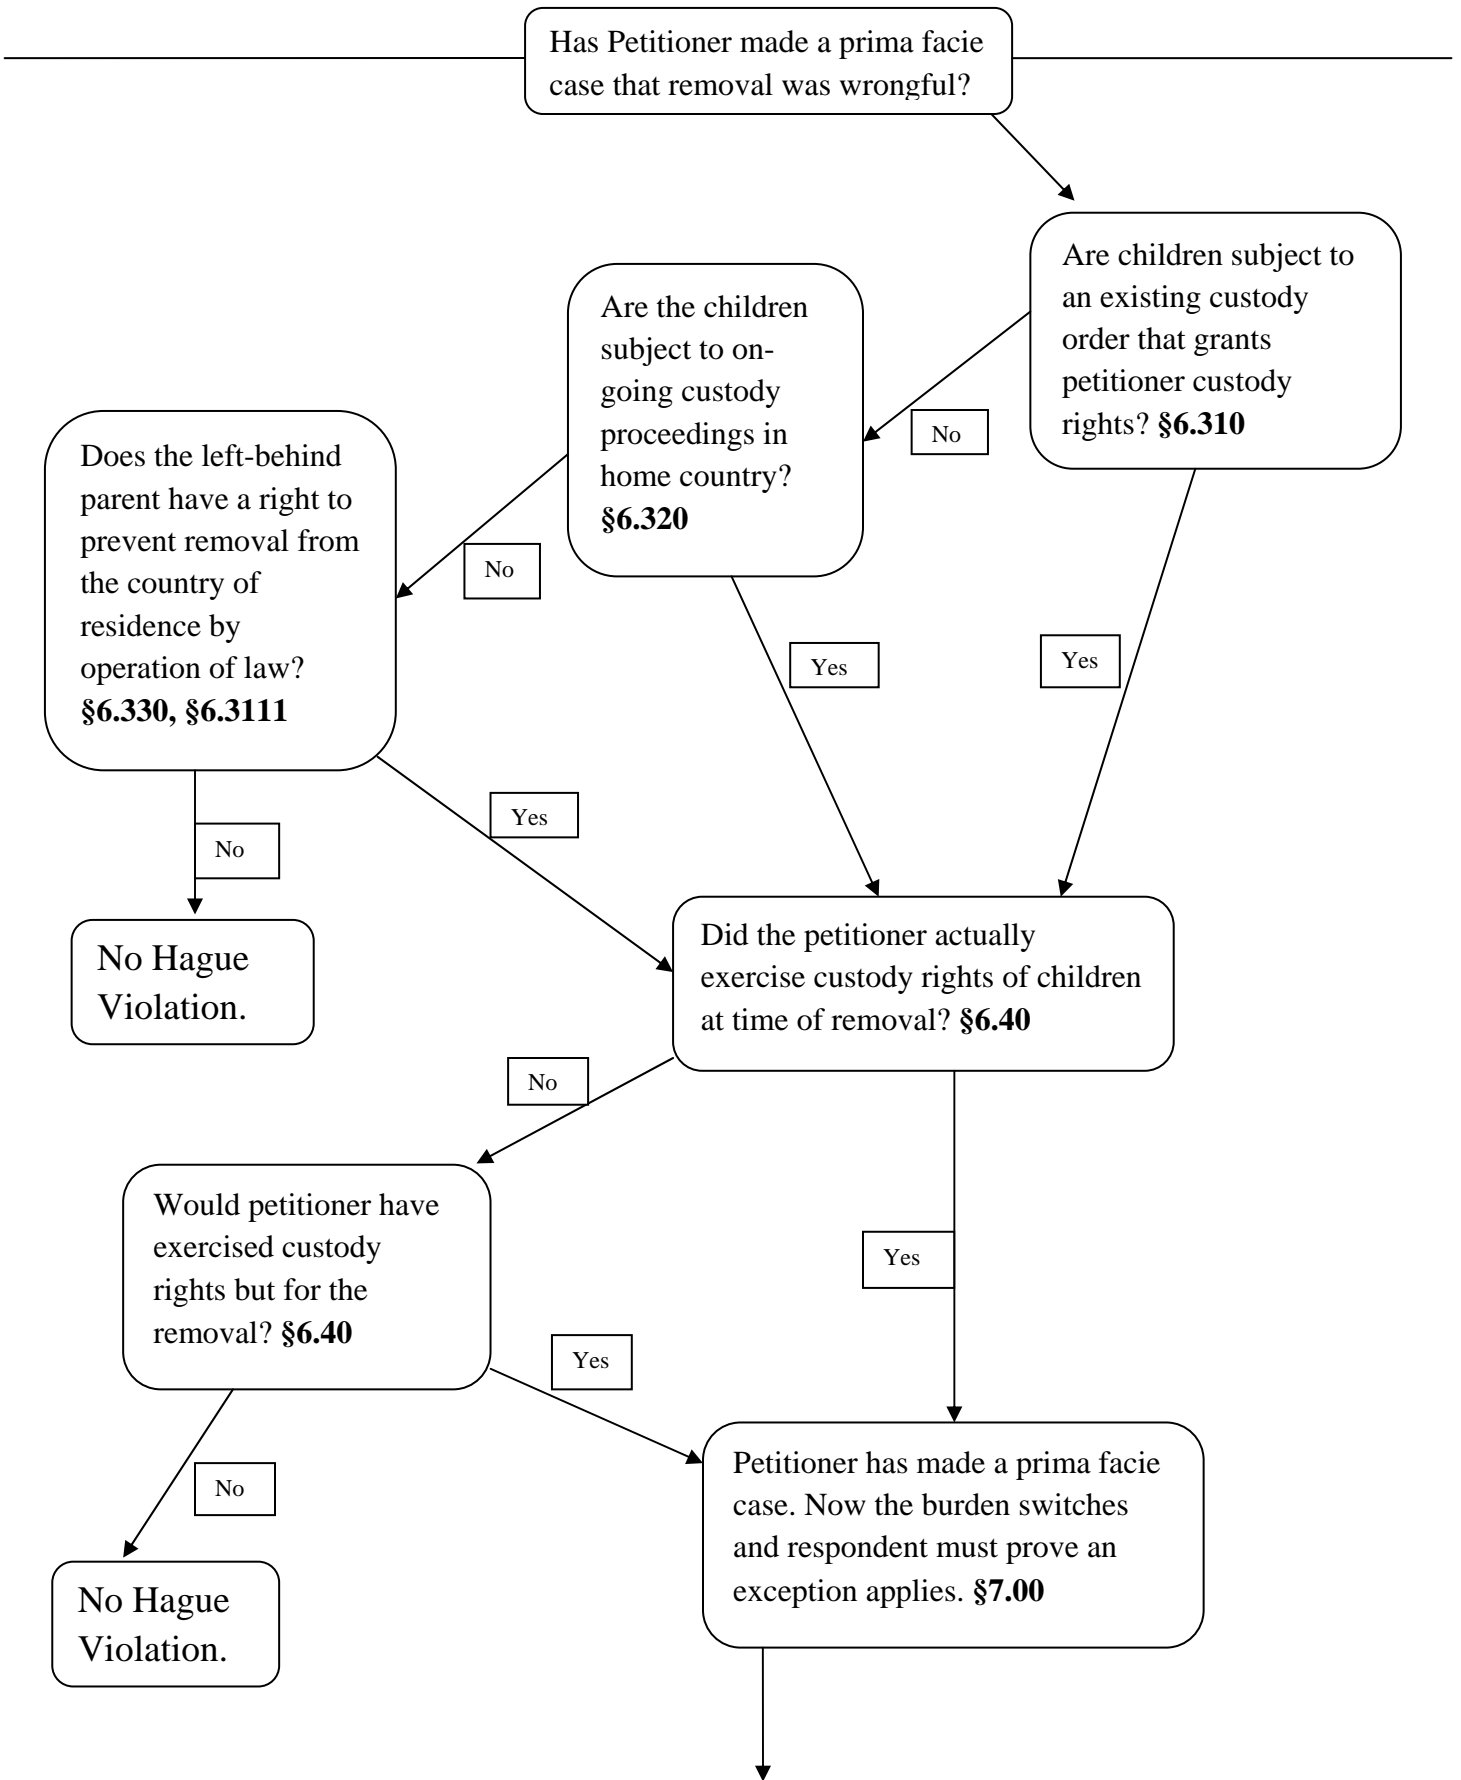 Has Petitioner made a prima facie
case that removal was wrongful?
Are children subject to
an existing custody
order that grants
petitioner custody
rights? §6.310
No
Are the children
subject to on-
going custody
proceedings in
home country?
§6.320
No
Does the left-behind
parent have a right to
prevent removal from
the country of
residence by
operation of law?
§6.330, §6.3111
Yes
Yes
Yes
No
No Hague
Violation.
Did the petitioner actually
exercise custody rights of children
at time of removal? §6.40
No
Yes
Would petitioner have
exercised custody
rights but for the
removal? §6.40
Yes
No
No Hague
Violation.
Petitioner has made a prima facie
case. Now the burden switches
and respondent must prove an
exception applies. §7.00